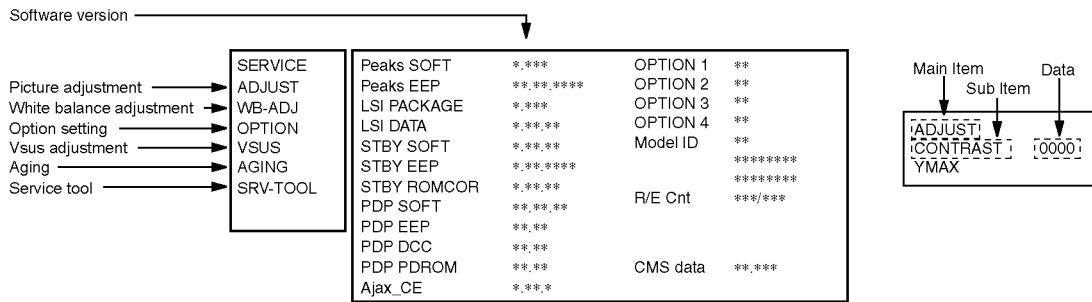 Software version
Picture adjustment
White balance adjustment
Option setting
Vsus adjustment
Aging
Service tool
SERVICE
ADJUST
WB-ADJ
OPTION
VSUS
AGING
SRV-TOOL
Peaks SOFT *.***
Peaks EEP **.**.****
LSI PACKAGE *.***
LSI DATA *.**.**
STBY SOFT *.**.**
STBY EEP **.**.****
STBY ROMCOR *.**.**
PDP SOFT **.**.**
PDP EEP **.**
PDP DCC **.**
PDP PDROM **.**
Ajax_CE *.**.*
OPTION 1 **
OPTION 2 **
OPTION 3 **
OPTION 4 **
Model ID **
********
********
R/E Cnt ***/***
CMS data **.***
Main Item
Sub Item
Data
ADJUST
CONTRAST 0000
YMAX